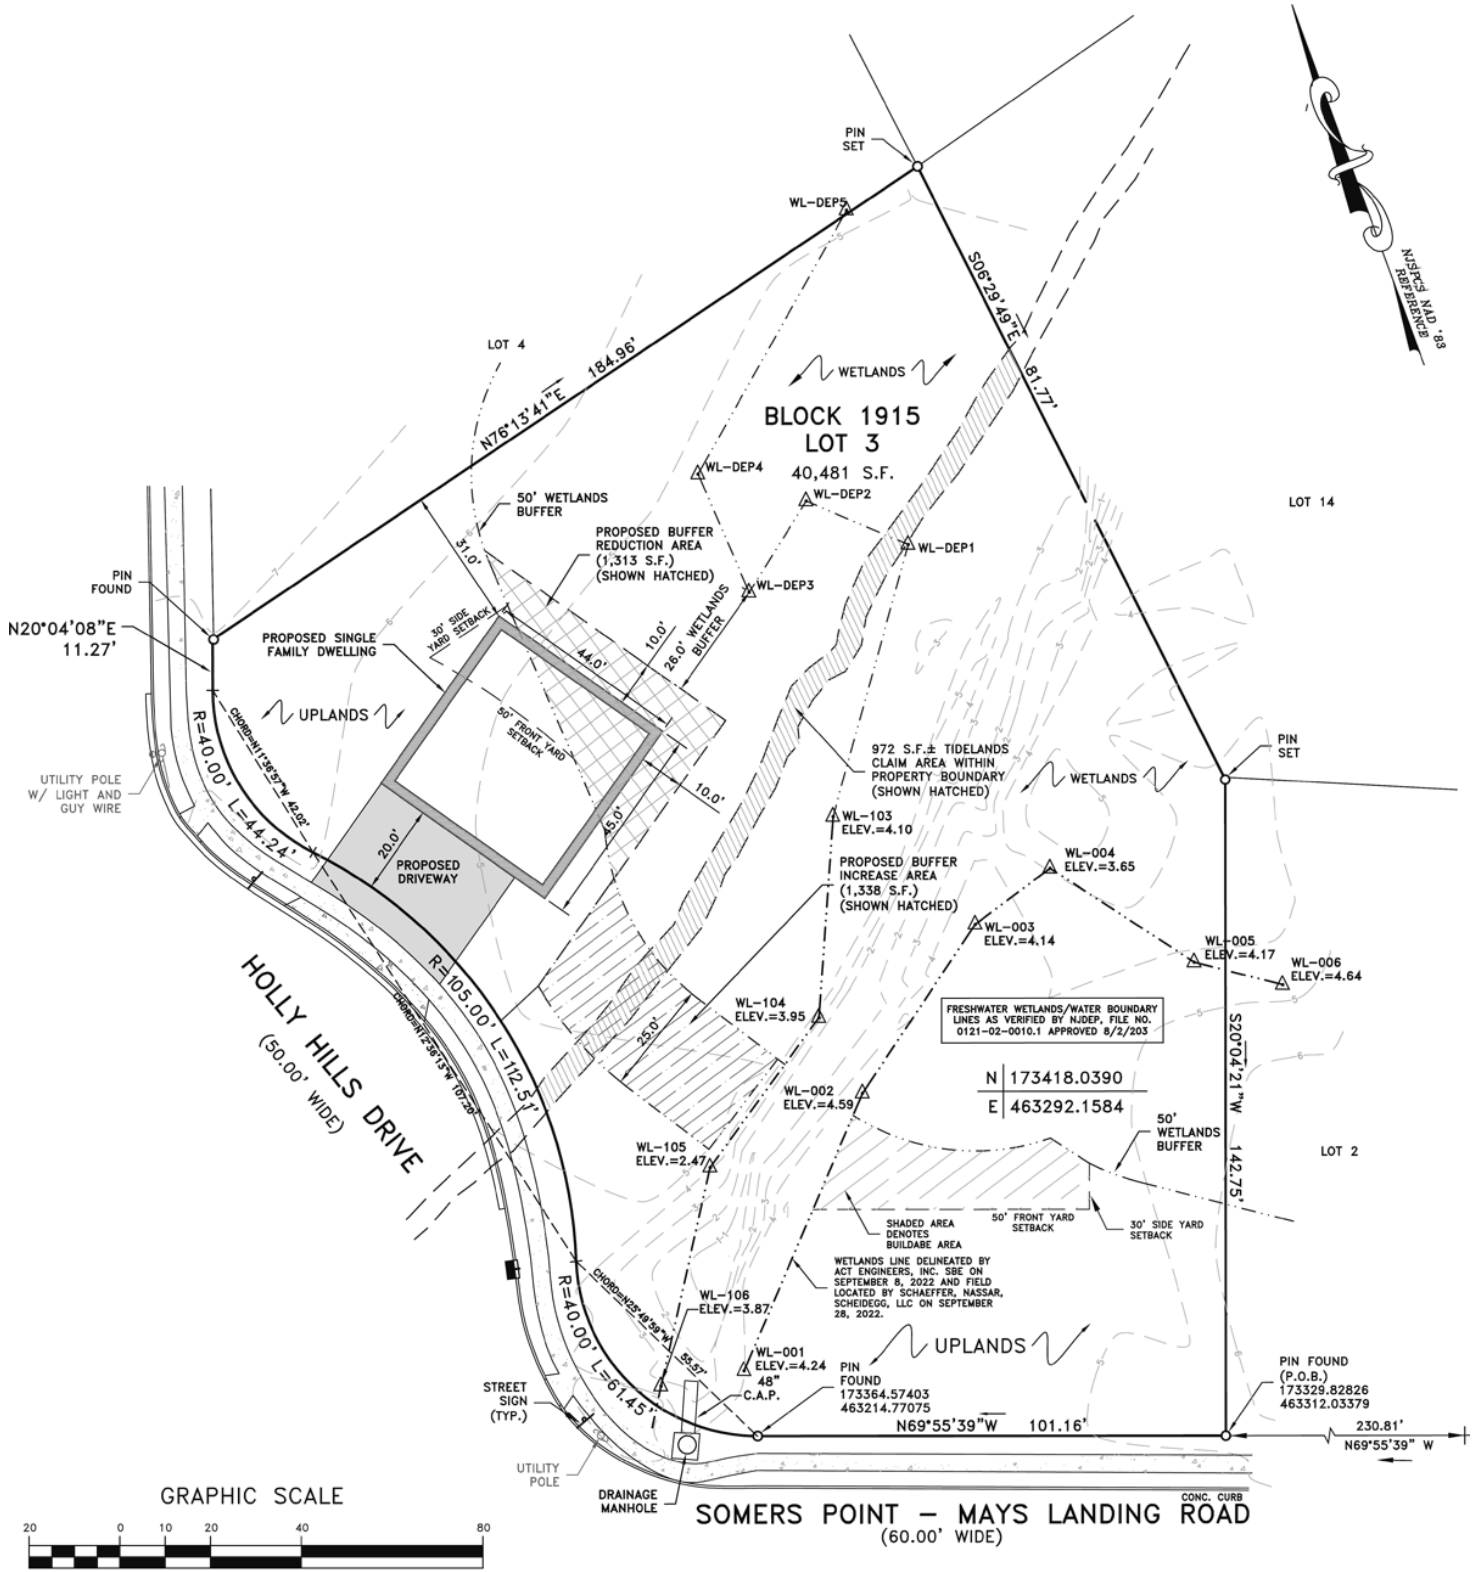 PIN
SET
WL-DEP5
NJSPCS NAD '83
REFERENCE
S06°29'49"E
81.77'
LOT 4
N76°13'41"E
184.96'
WETLANDS
BLOCK 1915
LOT 3
40,481 S.F.
WL-DEP4
WL-DEP2
LOT 14
50' WETLANDS
BUFFER
PROPOSED BUFFER
REDUCTION AREA
(1,313 S.F.)
(SHOWN HATCHED)
31.0'
WL-DEP1
WL-DEP3
PIN
FOUND
N20°04'08"E
11.27'
30' SIDE
YARD SETBACK
PROPOSED SINGLE
FAMILY DWELLING
44.0'
10.0'
26.0' WETLANDS
BUFFER
UPLANDS
50' FRONT YARD
SETBACK
CHORD=N11°36'57"W 42.02'
R=40.00' L=44.24'
UTILITY POLE
W/ LIGHT AND
GUY WIRE
972 S.F.± TIDELANDS
CLAIM AREA WITHIN
PROPERTY BOUNDARY
(SHOWN HATCHED)
WETLANDS
PIN
SET
10.0'
45.0'
WL-103
ELEV.=4.10
20.0'
PROPOSED
DRIVEWAY
PROPOSED BUFFER
INCREASE AREA
(1,338 S.F.)
(SHOWN HATCHED)
WL-004
ELEV.=3.65
WL-003
ELEV.=4.14
WL-005
ELEV.=4.17
WL-006
ELEV.=4.64
HOLLY HILLS DRIVE
(50.00' WIDE)
R=105.00' L=112.51'
CHORD=N12°36'13"W 107.20'
WL-104
ELEV.=3.95
25.0'
FRESHWATER WETLANDS/WATER BOUNDARY
LINES AS VERIFIED BY NJDEP, FILE NO.
0121-02-0010.1 APPROVED 8/2/203
S20°04'21"W
142.75'
N 173418.0390
E 463292.1584
WL-002
ELEV.=4.59
50'
WETLANDS
BUFFER
WL-105
ELEV.=2.47
LOT 2
SHADED AREA
DENOTES
BUILDABE AREA
50' FRONT YARD
SETBACK
30' SIDE YARD
SETBACK
WETLANDS LINE DELINEATED BY
ACT ENGINEERS, INC. SBE ON
SEPTEMBER 8, 2022 AND FIELD
LOCATED BY SCHAEFFER, NASSAR,
SCHEIDEGG, LLC ON SEPTEMBER
28, 2022.
CHORD=N25°49'59"W
55.57'
R=40.00' L=61.45'
WL-106
ELEV.=3.87
UPLANDS
WL-001
ELEV.=4.24
48"
C.A.P.
PIN
FOUND
173364.57403
463214.77075
PIN FOUND
(P.O.B.)
173329.82826
463312.03379
STREET
SIGN
(TYP.)
N69°55'39"W
101.16'
230.81'
N69°55'39" W
UTILITY
POLE
DRAINAGE
MANHOLE
CONC. CURB
SOMERS POINT – MAYS LANDING ROAD
(60.00' WIDE)
GRAPHIC SCALE
20 0 10 20 40 80